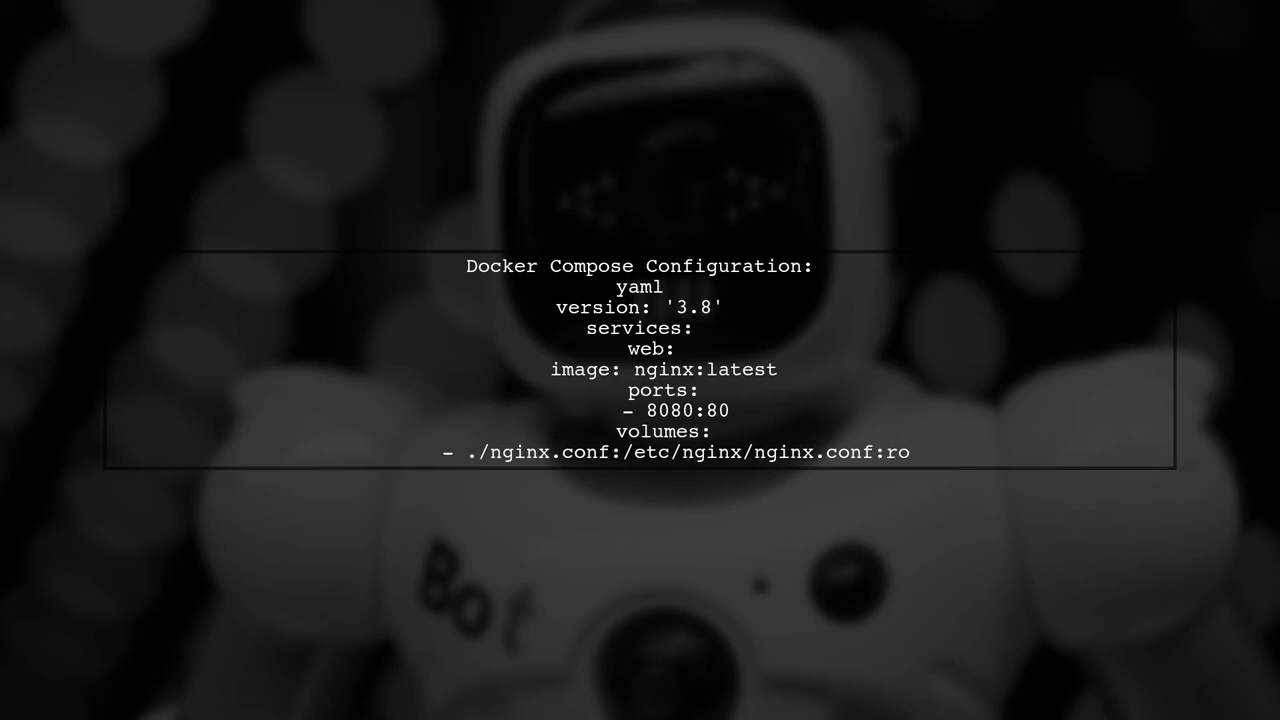 Docker Compose Configuration:
yaml
version: '3.8'
services:
web:
image: nginx:latest
ports:
- 8080:80
volumes:
- ./nginx.conf:/etc/nginx/nginx.conf:ro
Bot